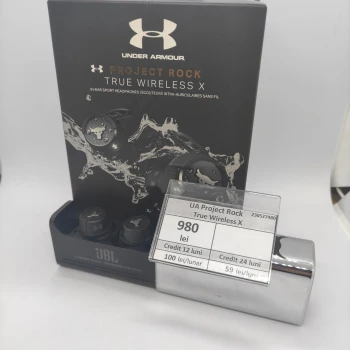 UNDER ARMOUR
PROJECT ROCK
TRUE WIRELESS X
UA Project Rock
True Wireless X
980
lei
Credit 12 luni
100 lei/lunar
Credit 24 luni
59 lei/lunar
JBL